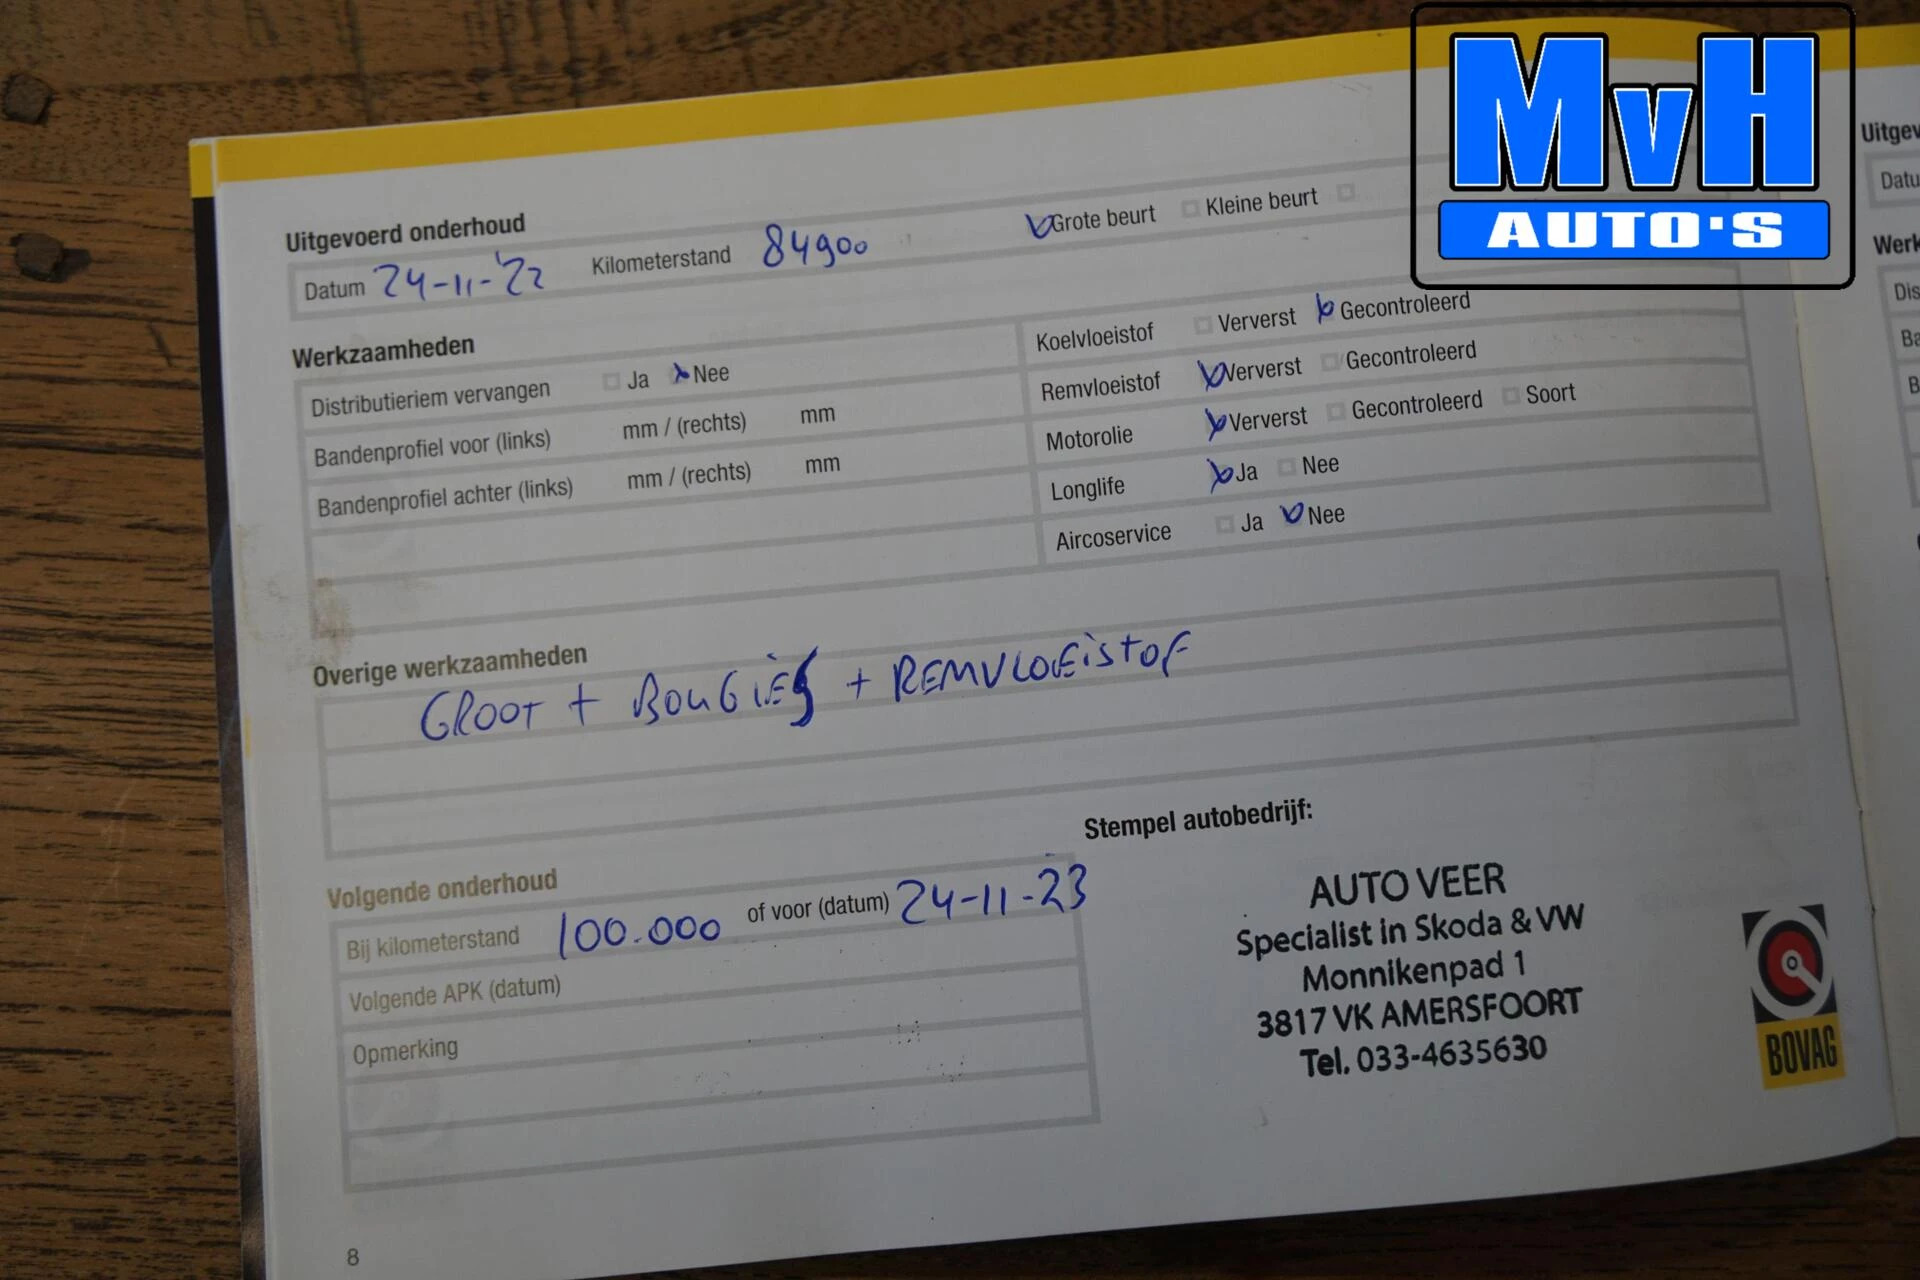 MvH
AUTO'S
Uitgevoerd onderhoud
Datum 24-11-'22 Kilometerstand 84900 Grote beurt Kleine beurt
Werkzaamheden
Distributieriem vervangen Ja Nee
Bandenprofiel voor (links) mm / (rechts) mm
Bandenprofiel achter (links) mm / (rechts) mm
Koelvloeistof Ververst Gecontroleerd
Remvloeistof Ververst Gecontroleerd
Motorolie Ververst Gecontroleerd Soort
Longlife Ja Nee
Aircoservice Ja Nee
Overige werkzaamheden
GROOT + BOUGIES + REMVLOEISTOF
Volgende onderhoud
Bij kilometerstand 100.000 of voor (datum) 24-11-23
Volgende APK (datum)
Opmerking
Stempel autobedrijf:
AUTO VEER
Specialist in Skoda & VW
Monnikenpad 1
3817 VK AMERSFOORT
Tel. 033-4635630
BOVAG
8